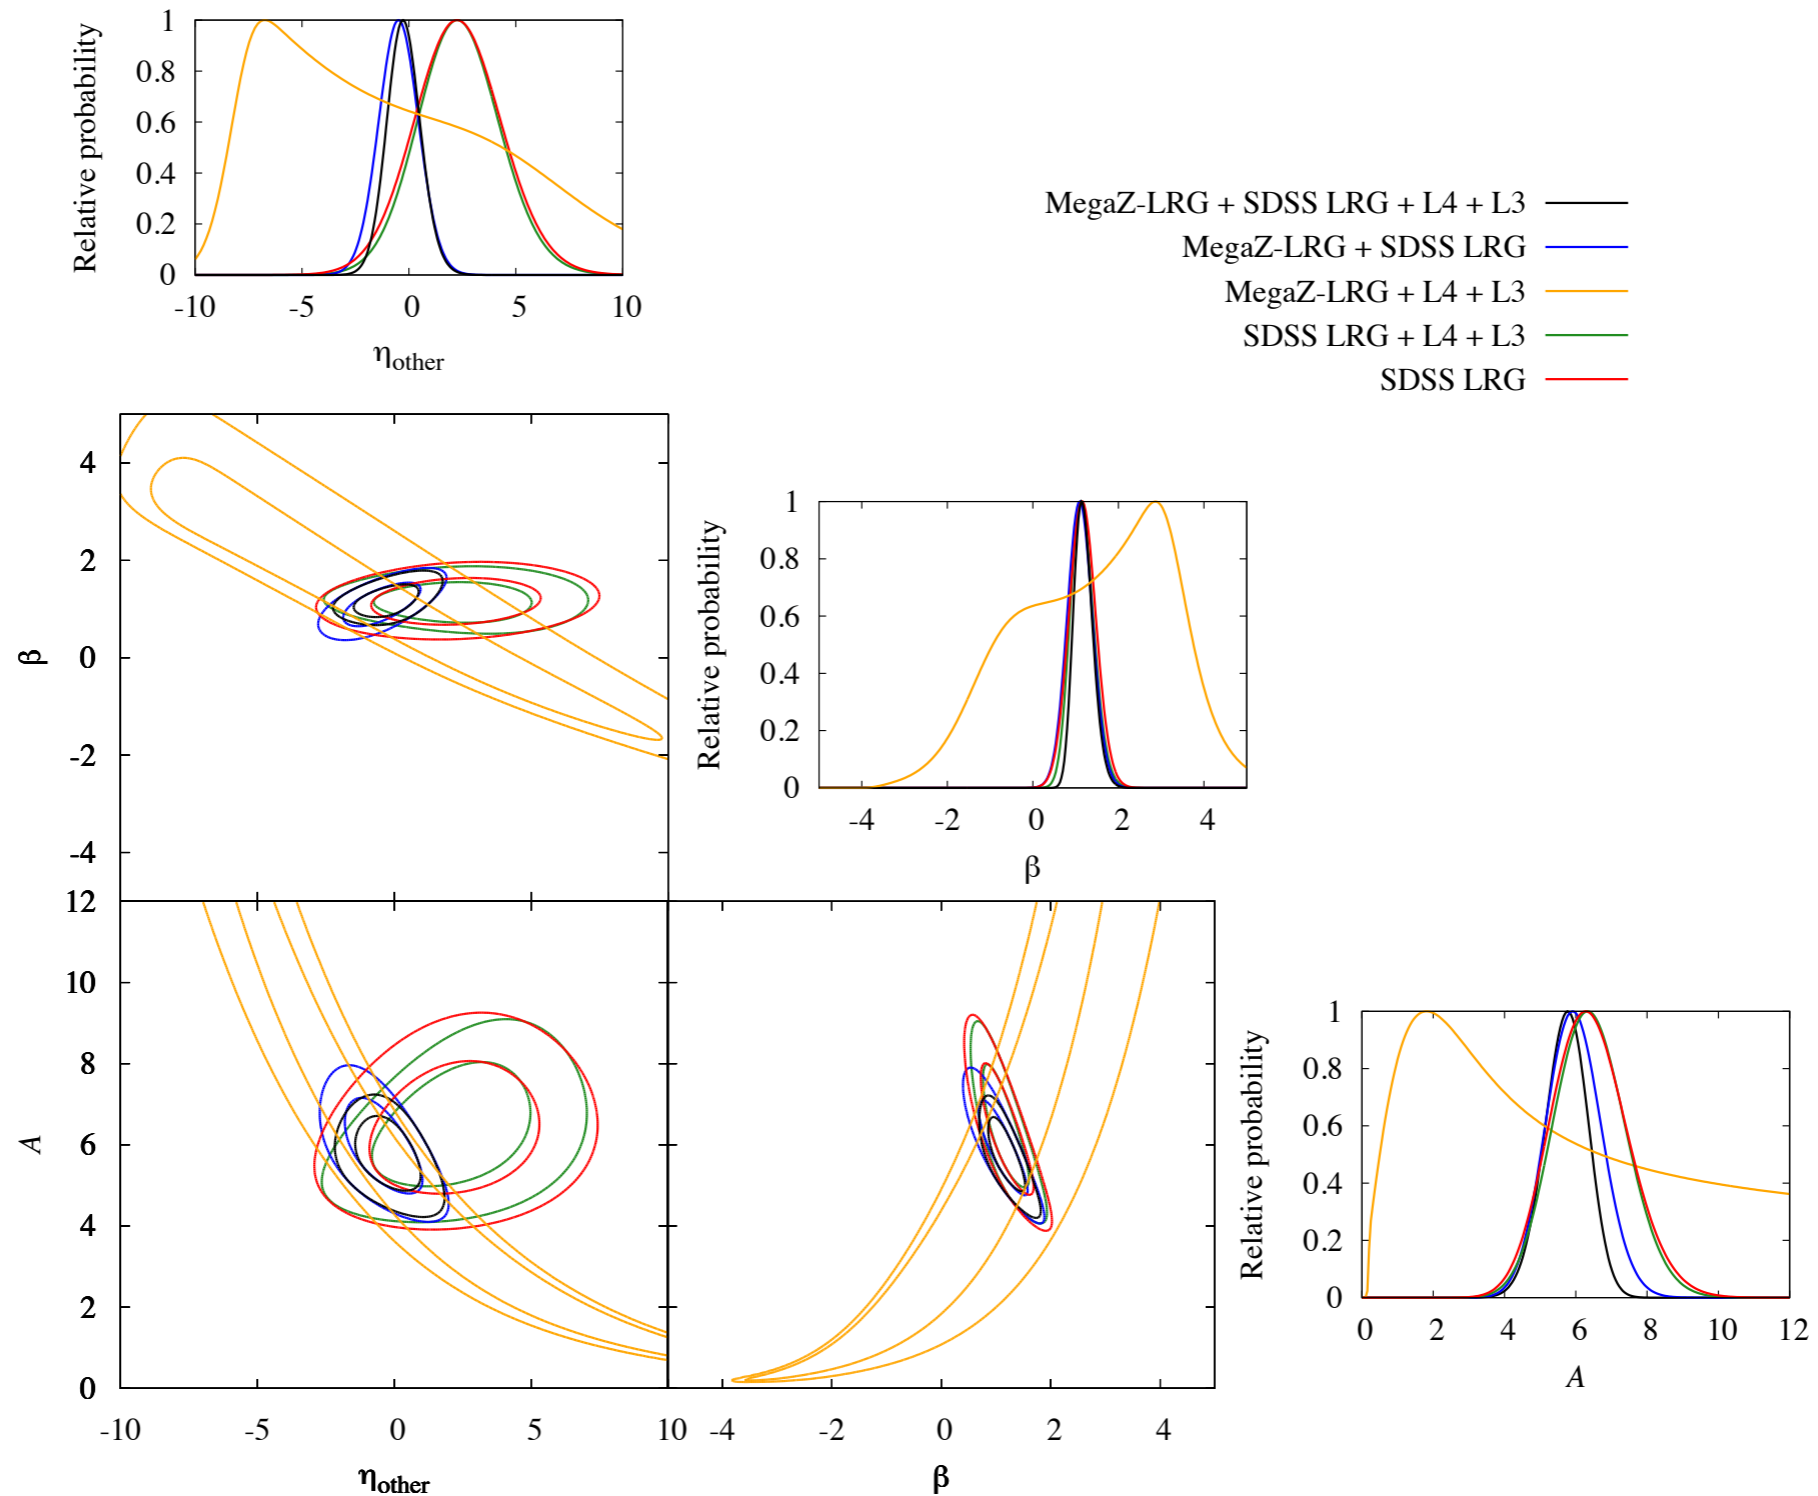 1
0.8
0.6
0.4
0.2
0
Relative probability
-10 -5 0 5 10
ηother
MegaZ-LRG + SDSS LRG + L4 + L3
MegaZ-LRG + SDSS LRG
MegaZ-LRG + L4 + L3
SDSS LRG + L4 + L3
SDSS LRG
4
2
0
-2
-4
β
1
0.8
0.6
0.4
0.2
0
Relative probability
-4 -2 0 2 4
β
12
10
8
6
4
2
0
A
-10 -5 0 5 10
ηother
-4 -2 0 2 4
β
1
0.8
0.6
0.4
0.2
0
Relative probability
0 2 4 6 8 10 12
A